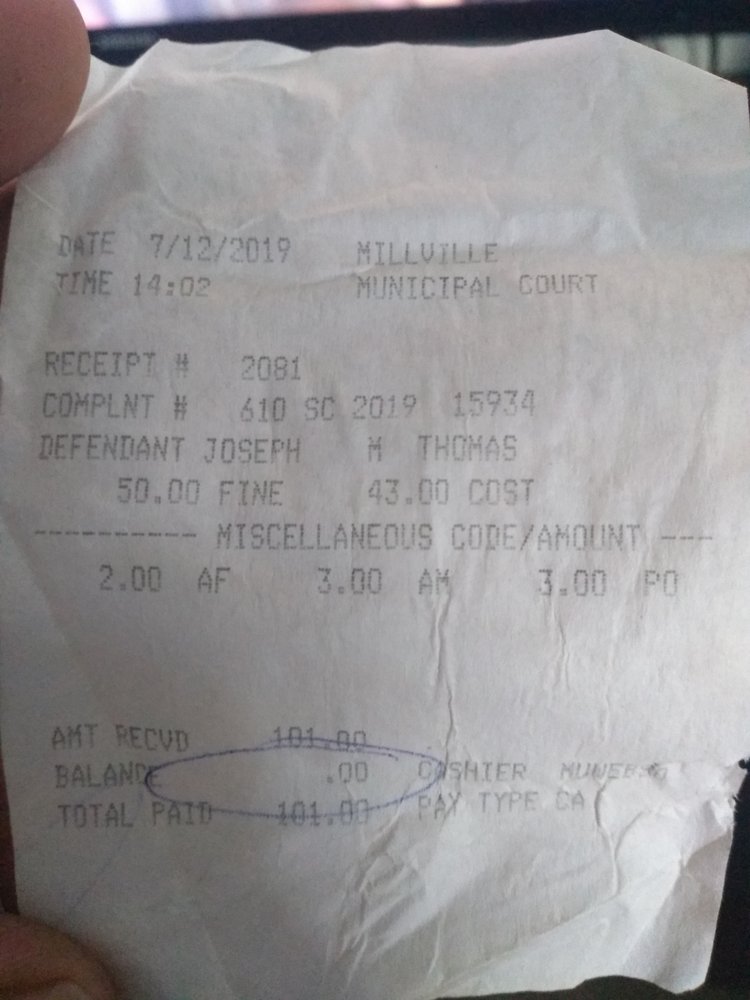 DATE 7/12/2019 MILLVILLE
TIME 14:02 MUNICIPAL COURT
RECEIPT # 2081
COMPLNT # 610 SC 2019 15934
DEFENDANT JOSEPH M THOMAS
50.00 FINE 43.00 COST
---------- MISCELLANEOUS CODE/AMOUNT ---
2.00 AF 3.00 AM 3.00 PO
AMT RECVD 101.00
BALANCE .00 CASHIER
TOTAL PAID 101.00 PAY TYPE CA